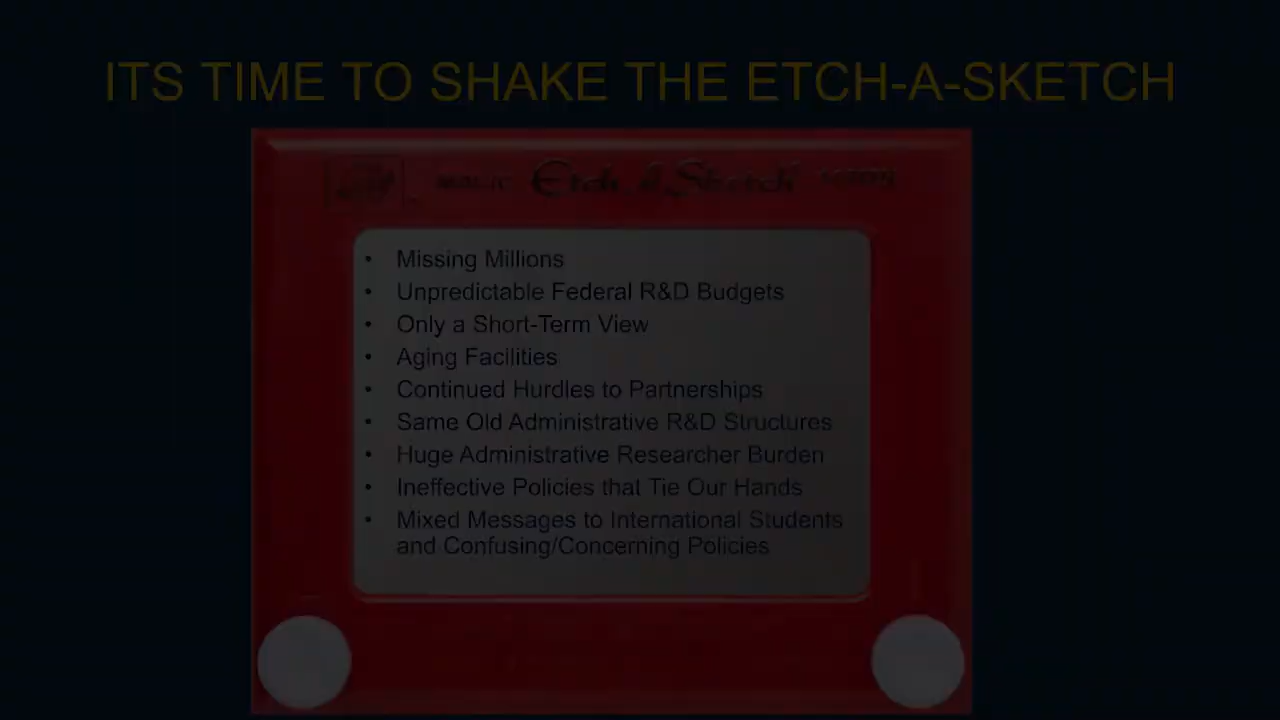 ITS TIME TO SHAKE THE ETCH-A-SKETCH
MAGIC Etch A Sketch SCREEN
• Missing Millions
• Unpredictable Federal R&D Budgets
• Only a Short-Term View
• Aging Facilities
• Continued Hurdles to Partnerships
• Same Old Administrative R&D Structures
• Huge Administrative Researcher Burden
• Ineffective Policies that Tie Our Hands
• Mixed Messages to International Students
and Confusing/Concerning Policies